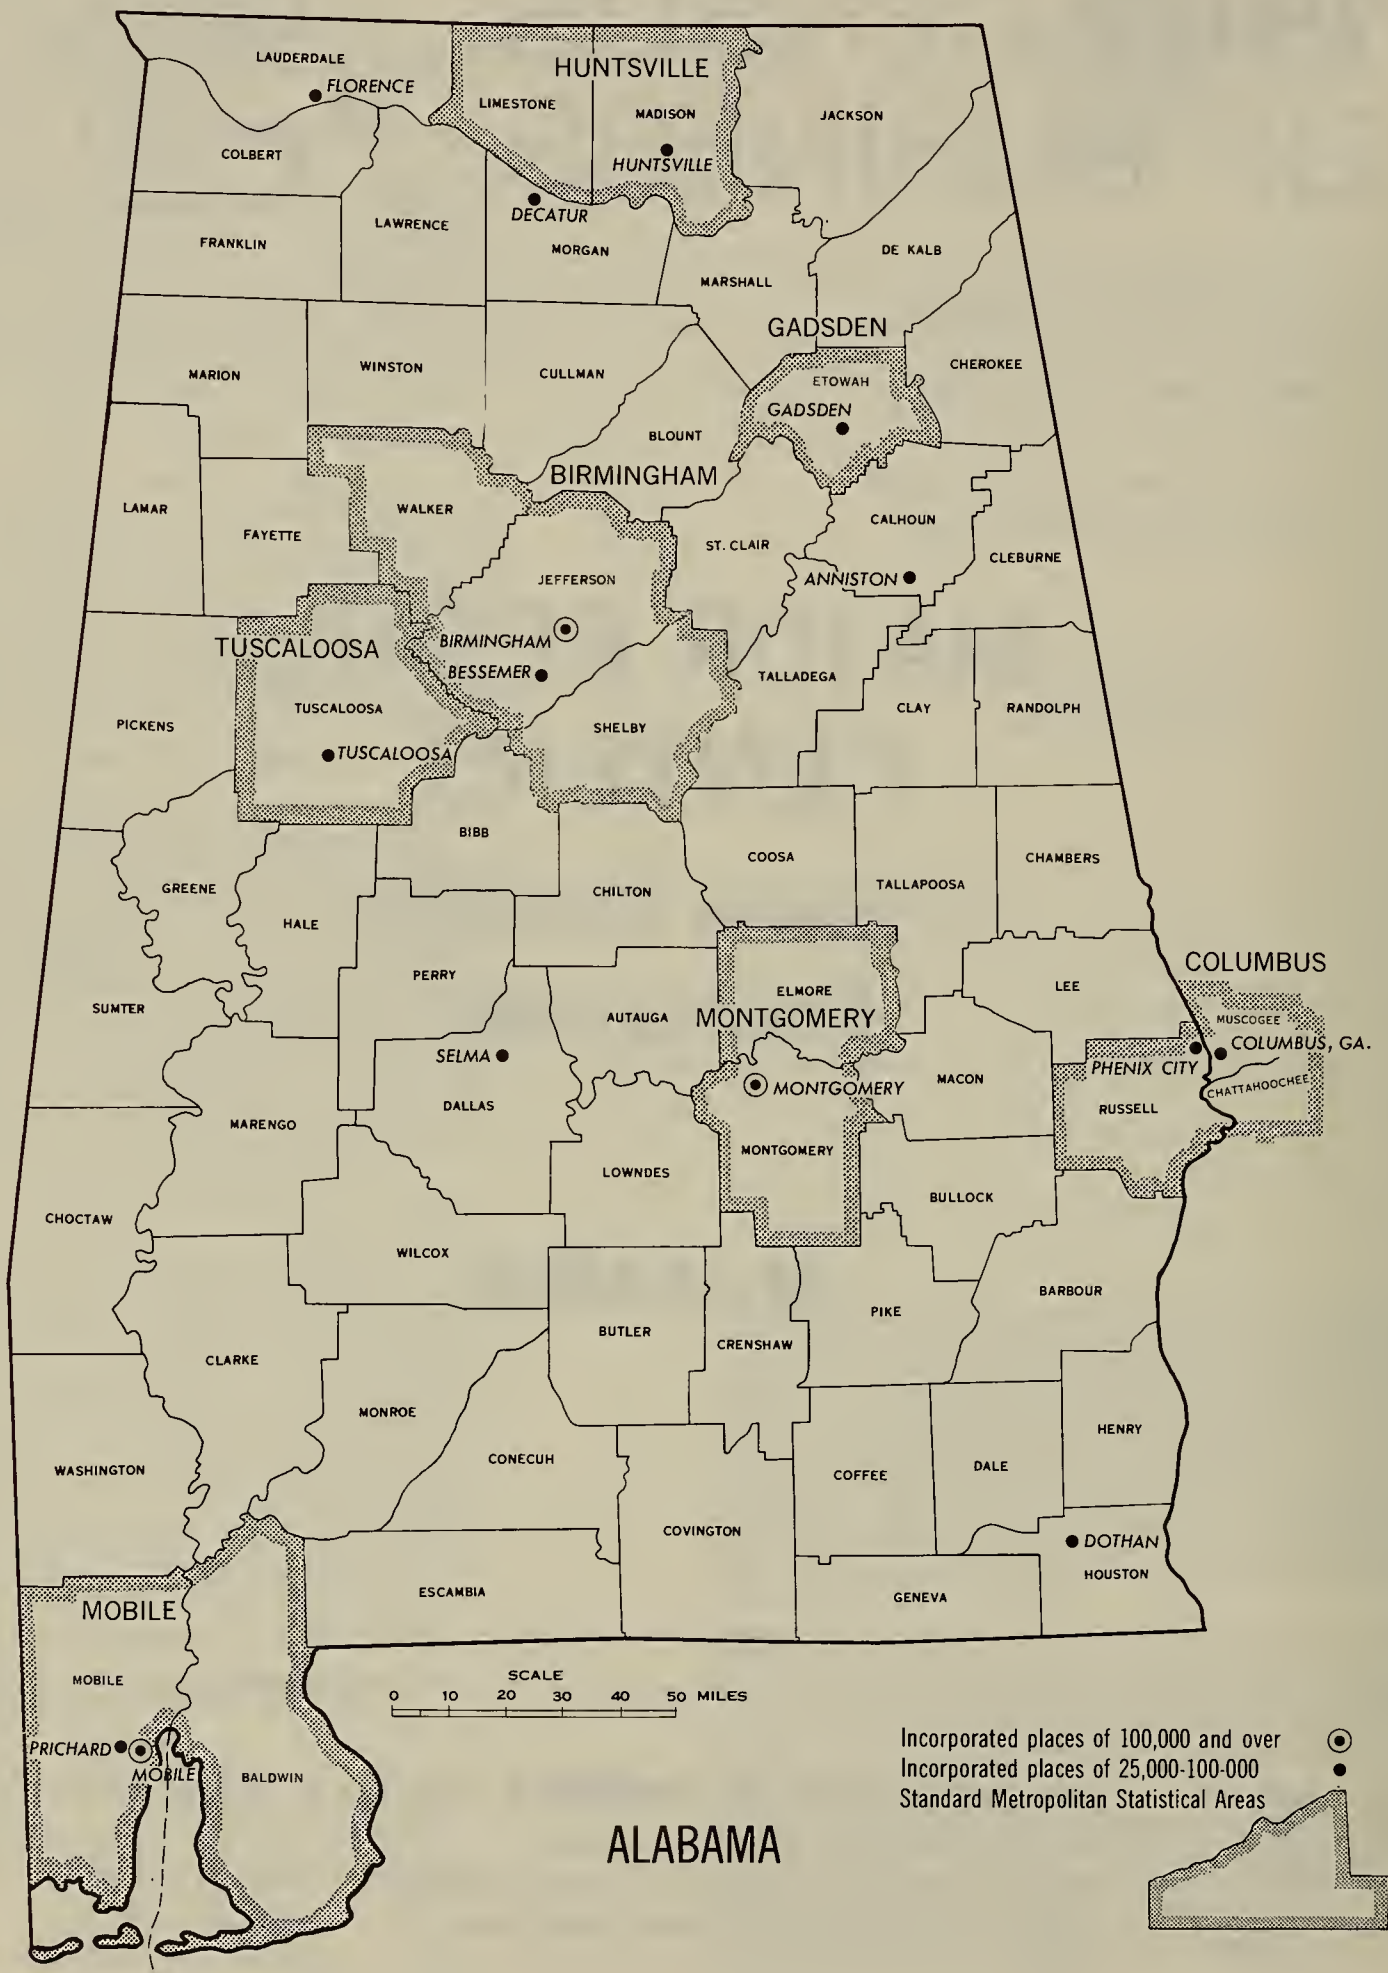 LAUDERDALE
FLORENCE
HUNTSVILLE
LIMESTONE
MADISON
HUNTSVILLE
JACKSON
COLBERT
LAWRENCE
DECATUR
MORGAN
FRANKLIN
MARSHALL
DE KALB
GADSDEN
MARION
WINSTON
CULLMAN
ETOWAH
GADSDEN
CHEROKEE
BLOUNT
BIRMINGHAM
LAMAR
FAYETTE
WALKER
ST. CLAIR
CALHOUN
CLEBURNE
JEFFERSON
ANNISTON
BIRMINGHAM
BESSEMER
TUSCALOOSA
PICKENS
TUSCALOOSA
TUSCALOOSA
SHELBY
TALLADEGA
CLAY
RANDOLPH
BIBB
COOSA
TALLAPOOSA
CHAMBERS
GREENE
HALE
CHILTON
PERRY
SUMTER
AUTAUGA
ELMORE
MONTGOMERY
LEE
COLUMBUS
MUSCOGEE
COLUMBUS, GA.
PHENIX CITY
CHATTAHOOCHEE
SELMA
DALLAS
MONTGOMERY
MACON
RUSSELL
MARENGO
LOWNDES
MONTGOMERY
BULLOCK
CHOCTAW
WILCOX
BARBOUR
CLARKE
BUTLER
CRENSHAW
PIKE
MONROE
CONECUH
COFFEE
DALE
HENRY
WASHINGTON
COVINGTON
DOTHAN
HOUSTON
ESCAMBIA
GENEVA
MOBILE
MOBILE
PRICHARD
MOBILE
BALDWIN
SCALE
0 10 20 30 40 50 MILES
Incorporated places of 100,000 and over
Incorporated places of 25,000-100-000
Standard Metropolitan Statistical Areas
ALABAMA